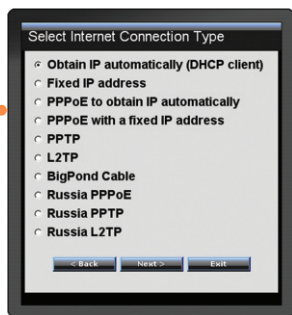 Select Internet Connection Type
Obtain IP automatically (DHCP client)
Fixed IP address
PPPoE to obtain IP automatically
PPPoE with a fixed IP address
PPTP
L2TP
BigPond Cable
Russia PPPoE
Russia PPTP
Russia L2TP
< Back Next > Exit